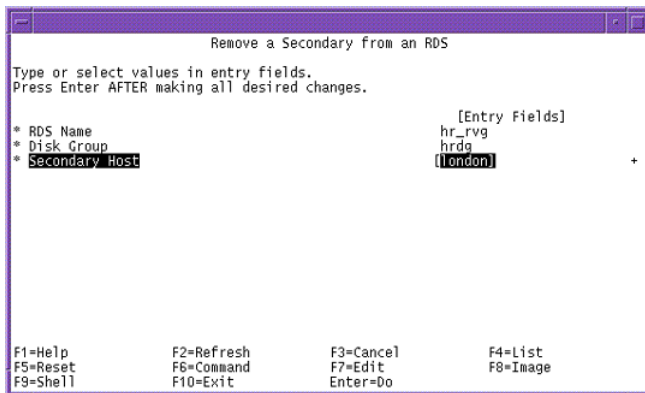 Remove a Secondary from an RDS
Type or select values in entry fields.
Press Enter AFTER making all desired changes.
[Entry Fields]
* RDS Name hr_rvg
* Disk Group hrdg
* Secondary Host [london] +
F1=Help F2=Refresh F3=Cancel F4=List
F5=Reset F6=Command F7=Edit F8=Image
F9=Shell F10=Exit Enter=Do